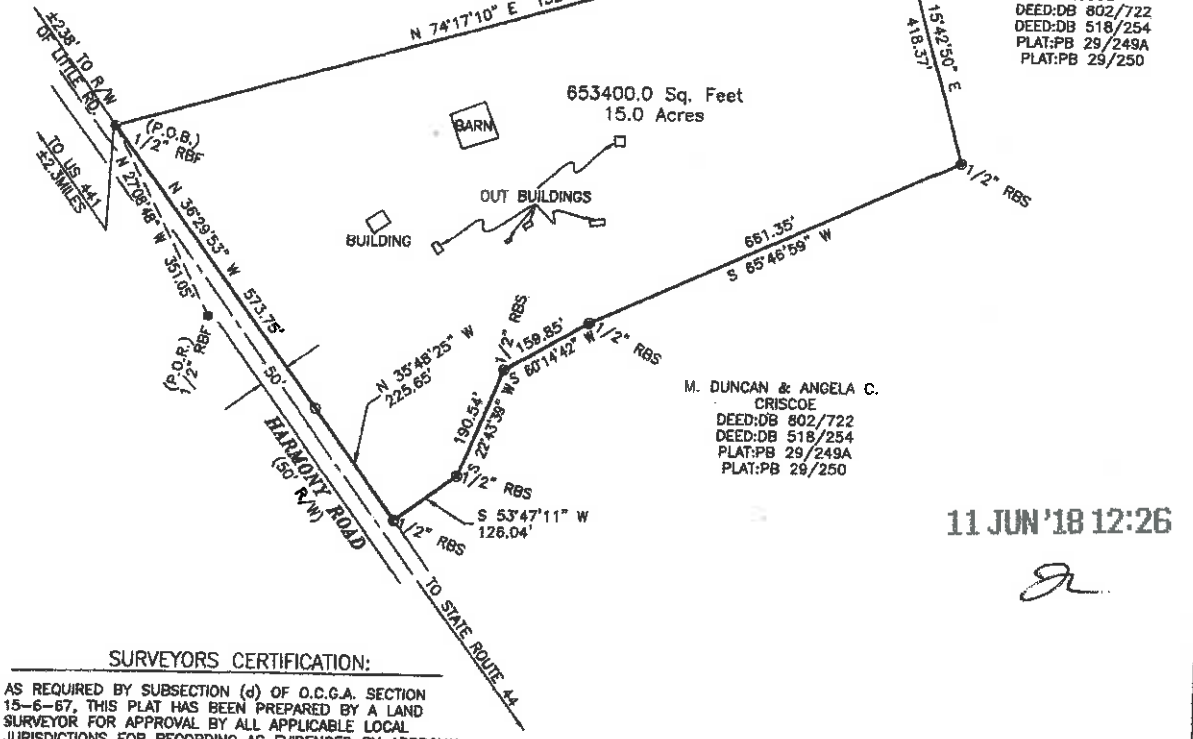 N 74°17'10" E
15°42'50" E
418.37'
DEED:DB 802/722
DEED:DB 518/254
PLAT:PB 29/249A
PLAT:PB 29/250
±238' TO R/W
OF LITTLE RD.
TO US 441
±2.3MILES
(P.O.B.)
1/2" RBF
BARN
653400.0 Sq. Feet
15.0 Acres
OUT BUILDINGS
BUILDING
N 27°08'48" W 351.05'
N 36°29'53" W 573.75'
1/2" RBS
661.35'
S 65°46'59" W
(P.O.R.)
1/2" RBF
50'
1/2" RBS
159.85'
S 60°14'42" W
1/2" RBS
N 35°48'25" W
225.65'
190.54'
S 22°43'39" W
M. DUNCAN & ANGELA C.
CRISCOE
DEED:DB 802/722
DEED:DB 518/254
PLAT:PB 29/249A
PLAT:PB 29/250
HARMONY ROAD
(50' R/W)
1/2" RBS
S 53°47'11" W
126.04'
1/2" RBS
11 JUN '18 12:26
TO STATE ROUTE 44
SURVEYORS CERTIFICATION:
AS REQUIRED BY SUBSECTION (d) OF O.C.G.A. SECTION
15-6-67, THIS PLAT HAS BEEN PREPARED BY A LAND
SURVEYOR FOR APPROVAL BY ALL APPLICABLE LOCAL
JURISDICTIONS FOR RECORDING AS EVIDENCED BY